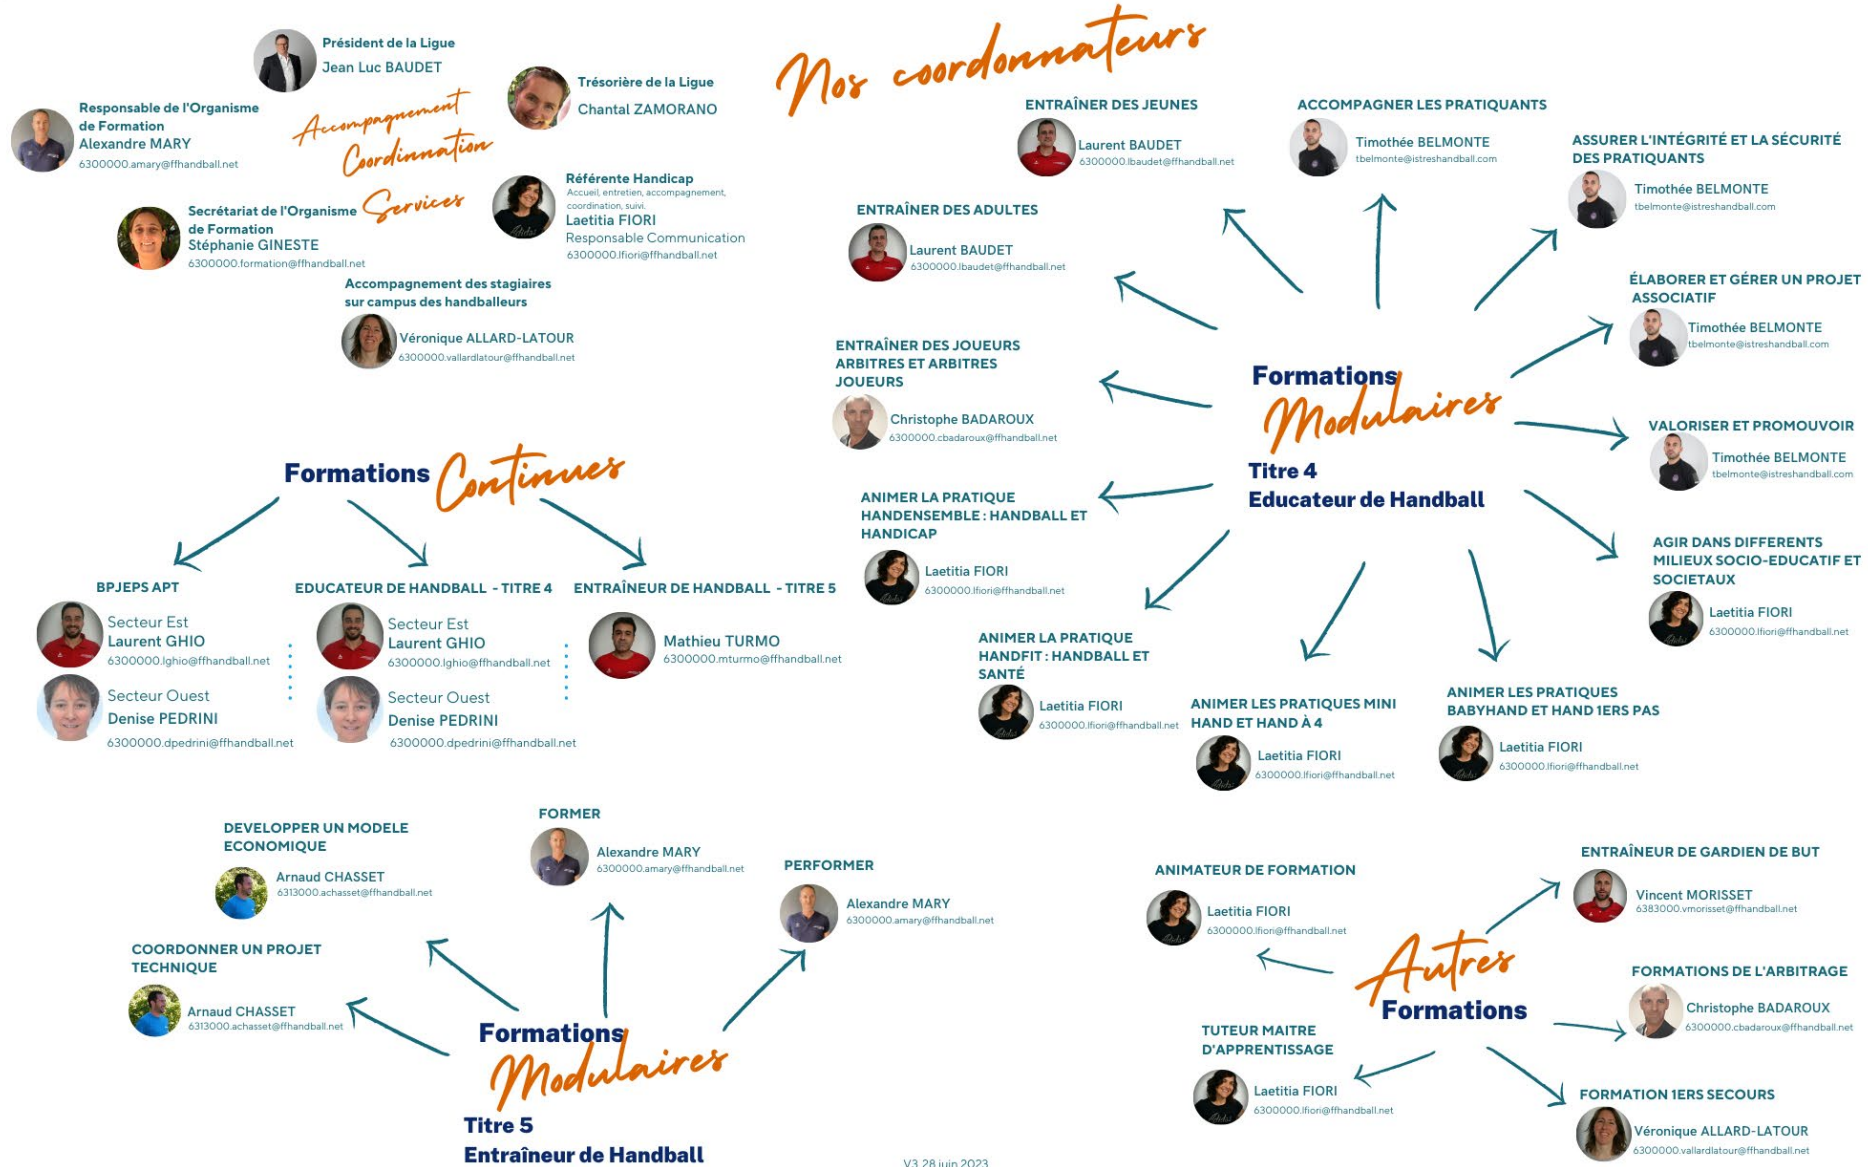 Nos coordonnateurs
Président de la Ligue
Jean Luc BAUDET
Trésorière de la Ligue
Chantal ZAMORANO
Responsable de l'Organisme
de Formation
Alexandre MARY
6300000.amary@ffhandball.net
Accompagnement
Coordinnation
Services
Référente Handicap
Accueil, entretien, accompagnement,
coordination, suivi.
Laetitia FIORI
Responsable Communication
6300000.lfiori@ffhandball.net
Secrétariat de l'Organisme
de Formation
Stéphanie GINESTE
6300000.formation@ffhandball.net
Accompagnement des stagiaires
sur campus des handballeurs
Véronique ALLARD-LATOUR
6300000.vallardlatour@ffhandball.net
Formations Continues
BPJEPS APT
Secteur Est
Laurent GHIO
6300000.lghio@ffhandball.net
Secteur Ouest
Denise PEDRINI
6300000.dpedrini@ffhandball.net
EDUCATEUR DE HANDBALL - TITRE 4
Secteur Est
Laurent GHIO
6300000.lghio@ffhandball.net
Secteur Ouest
Denise PEDRINI
6300000.dpedrini@ffhandball.net
ENTRAÎNEUR DE HANDBALL - TITRE 5
Mathieu TURMO
6300000.mturmo@ffhandball.net
Formations
Modulaires
Titre 4
Educateur de Handball
ENTRAÎNER DES JEUNES
Laurent BAUDET
6300000.lbaudet@ffhandball.net
ACCOMPAGNER LES PRATIQUANTS
Timothée BELMONTE
tbelmonte@istreshandball.com
ASSURER L'INTÉGRITÉ ET LA SÉCURITÉ
DES PRATIQUANTS
Timothée BELMONTE
tbelmonte@istreshandball.com
ENTRAÎNER DES ADULTES
Laurent BAUDET
6300000.lbaudet@ffhandball.net
ÉLABORER ET GÉRER UN PROJET
ASSOCIATIF
Timothée BELMONTE
tbelmonte@istreshandball.com
ENTRAÎNER DES JOUEURS
ARBITRES ET ARBITRES
JOUEURS
Christophe BADAROUX
6300000.cbadaroux@ffhandball.net
VALORISER ET PROMOUVOIR
Timothée BELMONTE
tbelmonte@istreshandball.com
ANIMER LA PRATIQUE
HANDENSEMBLE : HANDBALL ET
HANDICAP
Laetitia FIORI
6300000.lfiori@ffhandball.net
AGIR DANS DIFFERENTS
MILIEUX SOCIO-EDUCATIF ET
SOCIETAUX
Laetitia FIORI
6300000.lfiori@ffhandball.net
ANIMER LA PRATIQUE
HANDFIT : HANDBALL ET
SANTÉ
Laetitia FIORI
6300000.lfiori@ffhandball.net
ANIMER LES PRATIQUES MINI
HAND ET HAND À 4
Laetitia FIORI
6300000.lfiori@ffhandball.net
ANIMER LES PRATIQUES
BABYHAND ET HAND 1ERS PAS
Laetitia FIORI
6300000.lfiori@ffhandball.net
DEVELOPPER UN MODELE
ECONOMIQUE
Arnaud CHASSET
6313000.achasset@ffhandball.net
FORMER
Alexandre MARY
6300000.amary@ffhandball.net
PERFORMER
Alexandre MARY
6300000.amary@ffhandball.net
COORDONNER UN PROJET
TECHNIQUE
Arnaud CHASSET
6313000.achasset@ffhandball.net
Formations
Modulaires
Titre 5
Entraîneur de Handball
ANIMATEUR DE FORMATION
Laetitia FIORI
6300000.lfiori@ffhandball.net
ENTRAÎNEUR DE GARDIEN DE BUT
Vincent MORISSET
6383000.vmorisset@ffhandball.net
Autres
Formations
FORMATIONS DE L'ARBITRAGE
Christophe BADAROUX
6300000.cbadaroux@ffhandball.net
TUTEUR MAITRE
D'APPRENTISSAGE
Laetitia FIORI
6300000.lfiori@ffhandball.net
FORMATION 1ERS SECOURS
Véronique ALLARD-LATOUR
6300000.vallardlatour@ffhandball.net
V3 28 juin 2023